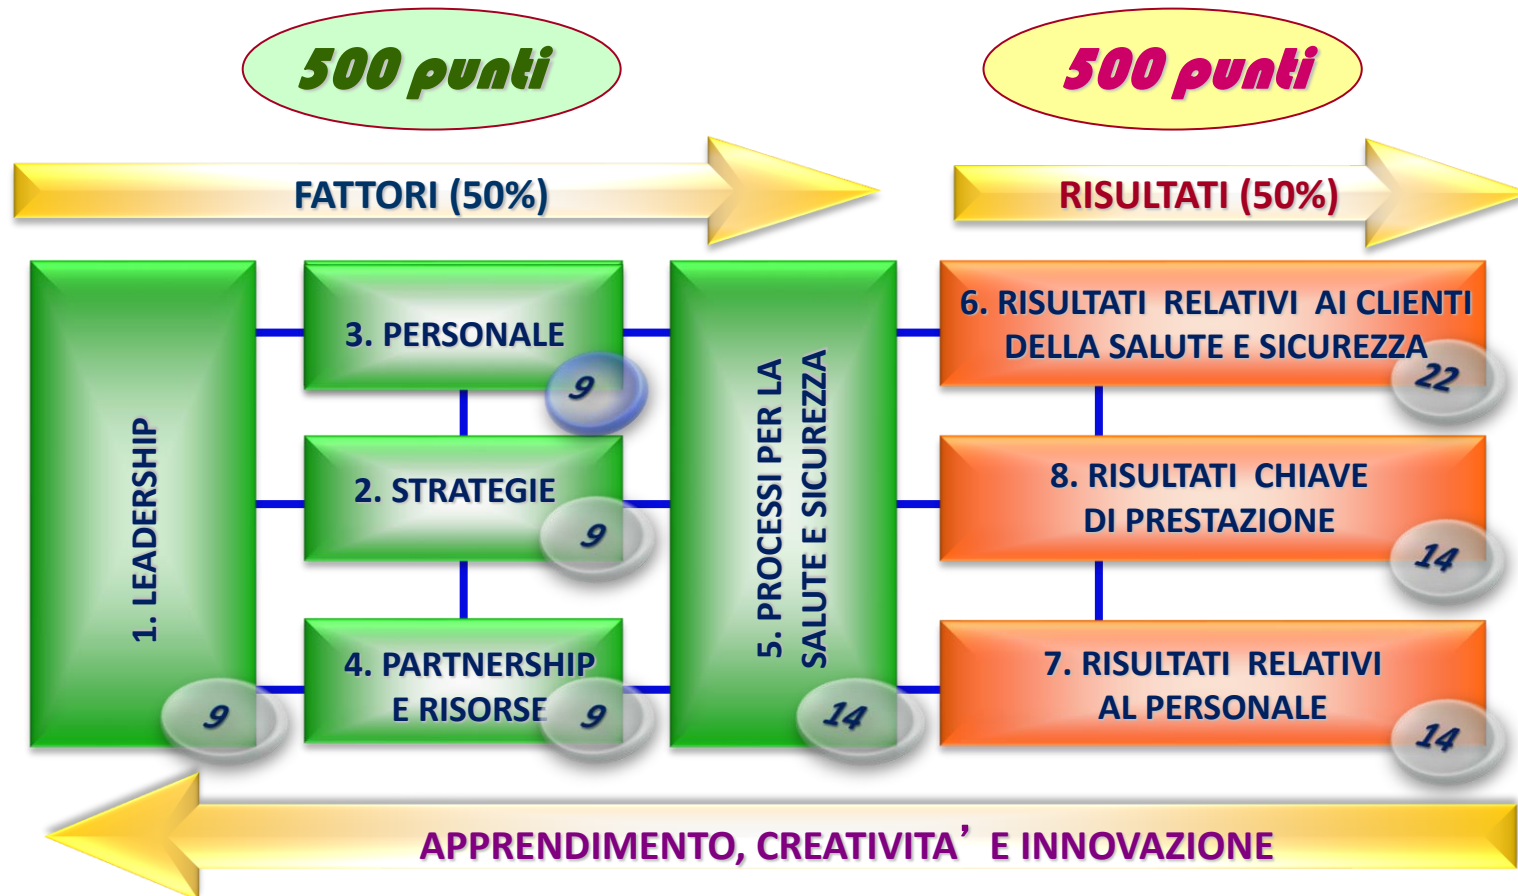 500 punti
500 punti
FATTORI (50%)
RISULTATI (50%)
1. LEADERSHIP
9
3. PERSONALE
9
2. STRATEGIE
9
4. PARTNERSHIP
E RISORSE
9
5. PROCESSI PER LA
SALUTE E SICUREZZA
14
6. RISULTATI RELATIVI AI CLIENTI
DELLA SALUTE E SICUREZZA
22
8. RISULTATI CHIAVE
DI PRESTAZIONE
14
7. RISULTATI RELATIVI
AL PERSONALE
14
APPRENDIMENTO, CREATIVITA’ E INNOVAZIONE